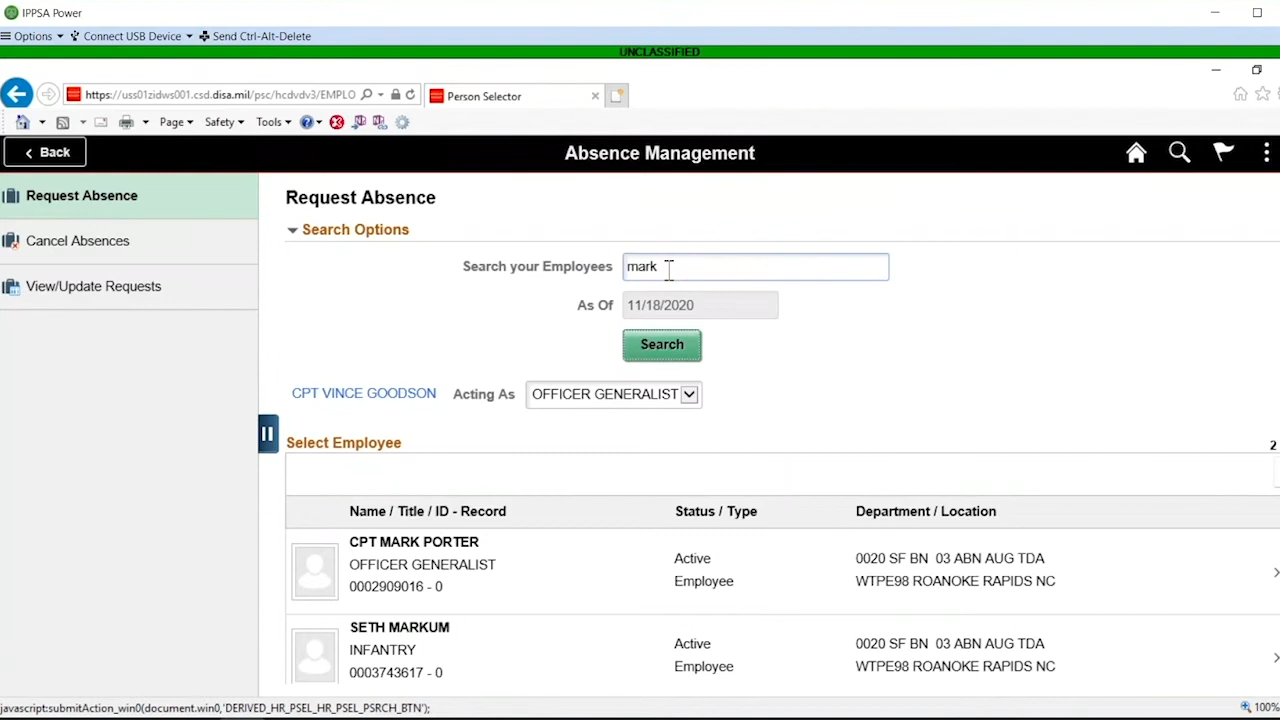 IPPSA Power
Options Connect USB Device Send Ctrl-Alt-Delete
UNCLASSIFIED
https://uss01zidws001.csd.disa.mil/psc/hcdvdv3/EMPLO Person Selector
Page Safety Tools
Back Absence Management
Request Absence
Cancel Absences
View/Update Requests
Request Absence
Search Options
Search your Employees mark
As Of 11/18/2020
Search
CPT VINCE GOODSON Acting As OFFICER GENERALIST
Select Employee 2
Name / Title / ID - Record Status / Type Department / Location
CPT MARK PORTER
OFFICER GENERALIST Active 0020 SF BN 03 ABN AUG TDA
0002909016 - 0 Employee WTPE98 ROANOKE RAPIDS NC
SETH MARKUM
INFANTRY Active 0020 SF BN 03 ABN AUG TDA
0003743617 - 0 Employee WTPE98 ROANOKE RAPIDS NC
javascript:submitAction_win0(document.win0,'DERIVED_HR_PSEL_HR_PSEL_PSRCH_BTN'); 100%